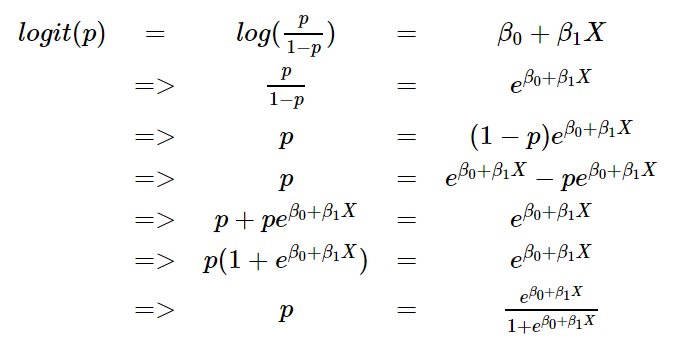 logit(p) = log(p/(1−p)) = β₀ + β₁X
=> p/(1−p) = e^(β₀+β₁X)
=> p = (1 − p)e^(β₀+β₁X)
=> p = e^(β₀+β₁X) − pe^(β₀+β₁X)
=> p + pe^(β₀+β₁X) = e^(β₀+β₁X)
=> p(1 + e^(β₀+β₁X)) = e^(β₀+β₁X)
=> p = e^(β₀+β₁X)/(1+e^(β₀+β₁X))